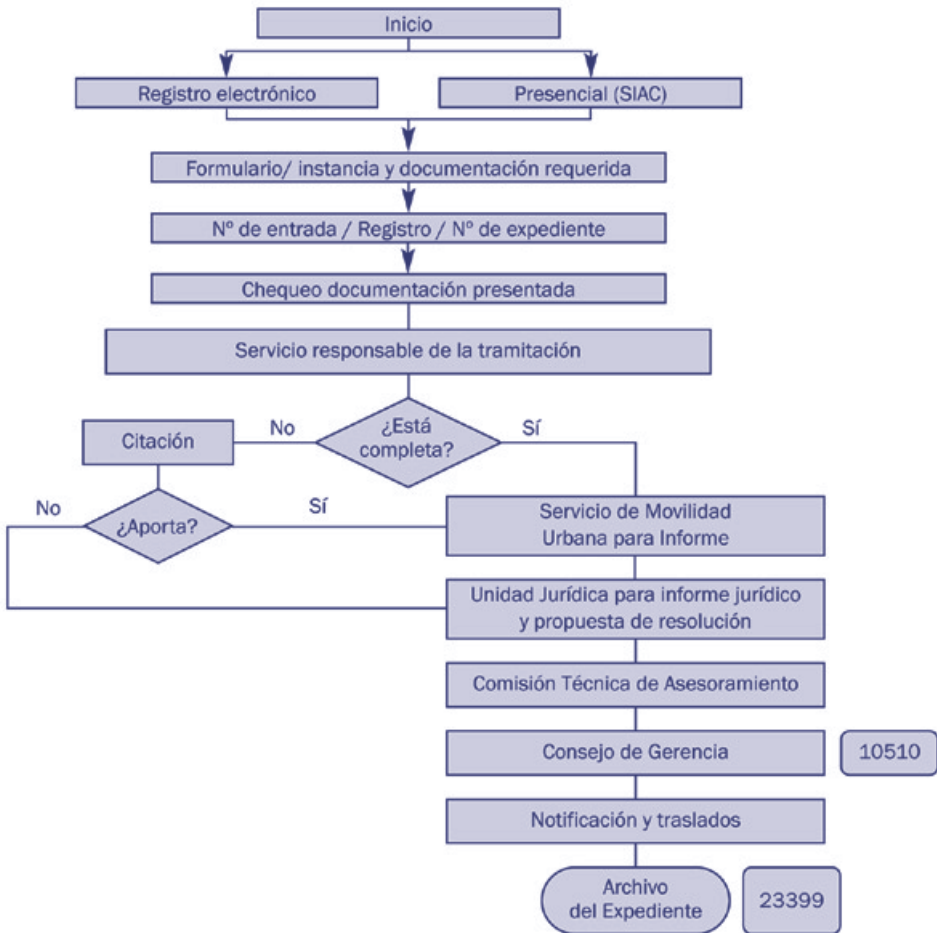 Inicio
Registro electrónico
Presencial (SIAC)
Formulario/ instancia y documentación requerida
Nº de entrada / Registro / Nº de expediente
Chequeo documentación presentada
Servicio responsable de la tramitación
¿Está
completa?
No
Sí
Citación
¿Aporta?
No
Sí
Servicio de Movilidad
Urbana para Informe
Unidad Jurídica para informe jurídico
y propuesta de resolución
Comisión Técnica de Asesoramiento
Consejo de Gerencia
10510
Notificación y traslados
Archivo
del Expediente
23399